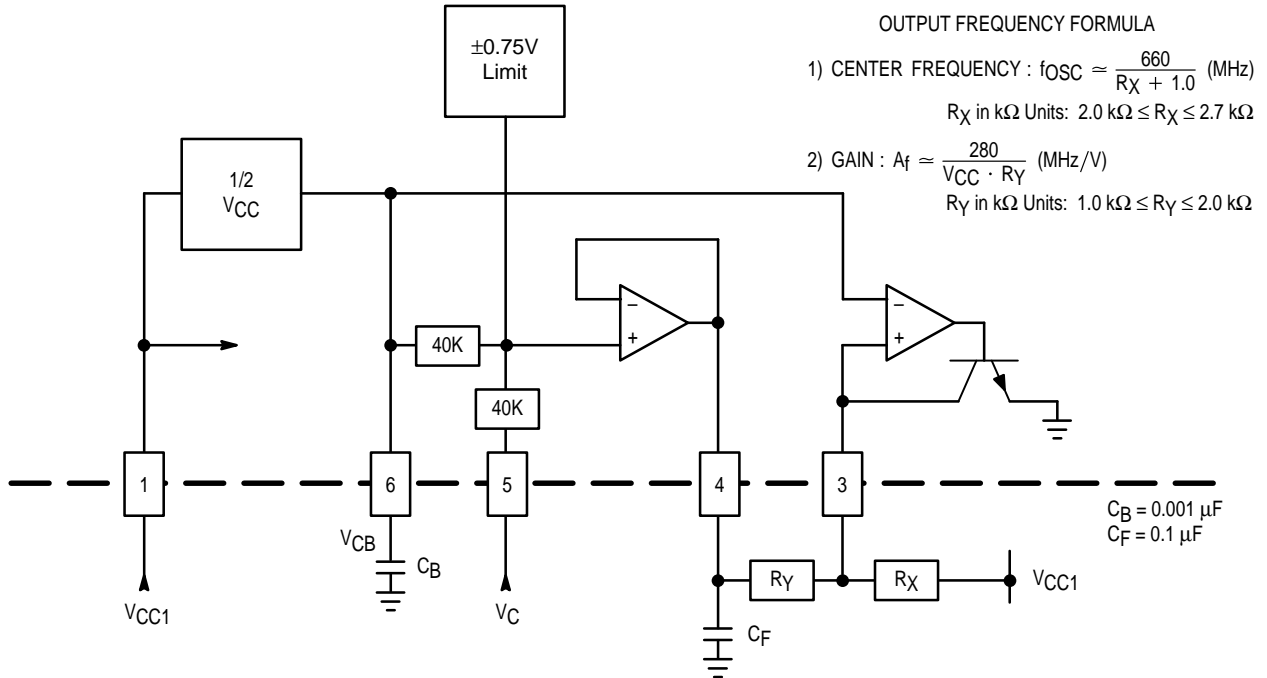 ±0.75V
Limit
OUTPUT FREQUENCY FORMULA
1) CENTER FREQUENCY : fOSC ≃ 660 / (RX + 1.0) (MHz)
RX in kΩ Units: 2.0 kΩ ≤ RX ≤ 2.7 kΩ
2) GAIN : Af ≃ 280 / (VCC · RY) (MHz/V)
RY in kΩ Units: 1.0 kΩ ≤ RY ≤ 2.0 kΩ
1/2
VCC
–
+
–
+
40K
40K
1
6
5
4
3
CB = 0.001 µF
CF = 0.1 µF
VCB
CB
RY
RX
VCC1
VCC1
VC
CF